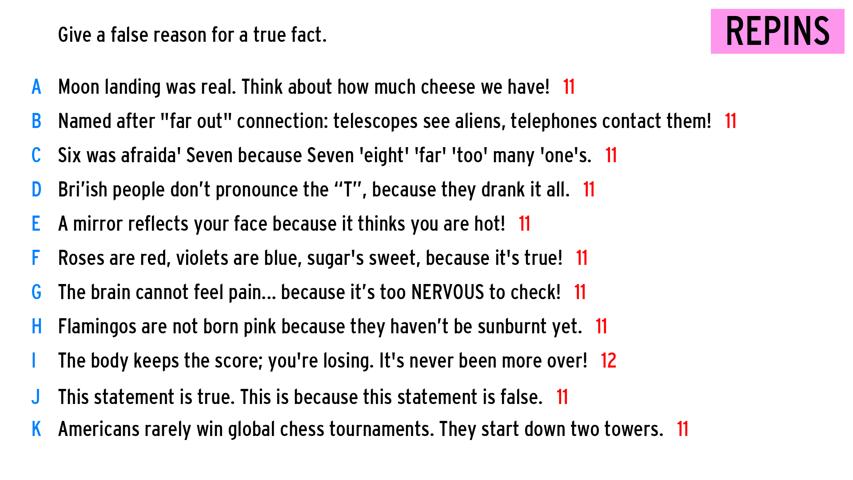 Give a false reason for a true fact.
REPINS
A Moon landing was real. Think about how much cheese we have! 11
B Named after "far out" connection: telescopes see aliens, telephones contact them! 11
C Six was afraida' Seven because Seven 'eight' 'far' 'too' many 'one's. 11
D Bri’ish people don’t pronounce the “T”, because they drank it all. 11
E A mirror reflects your face because it thinks you are hot! 11
F Roses are red, violets are blue, sugar's sweet, because it's true! 11
G The brain cannot feel pain... because it’s too NERVOUS to check! 11
H Flamingos are not born pink because they haven’t be sunburnt yet. 11
I The body keeps the score; you're losing. It's never been more over! 12
J This statement is true. This is because this statement is false. 11
K Americans rarely win global chess tournaments. They start down two towers. 11